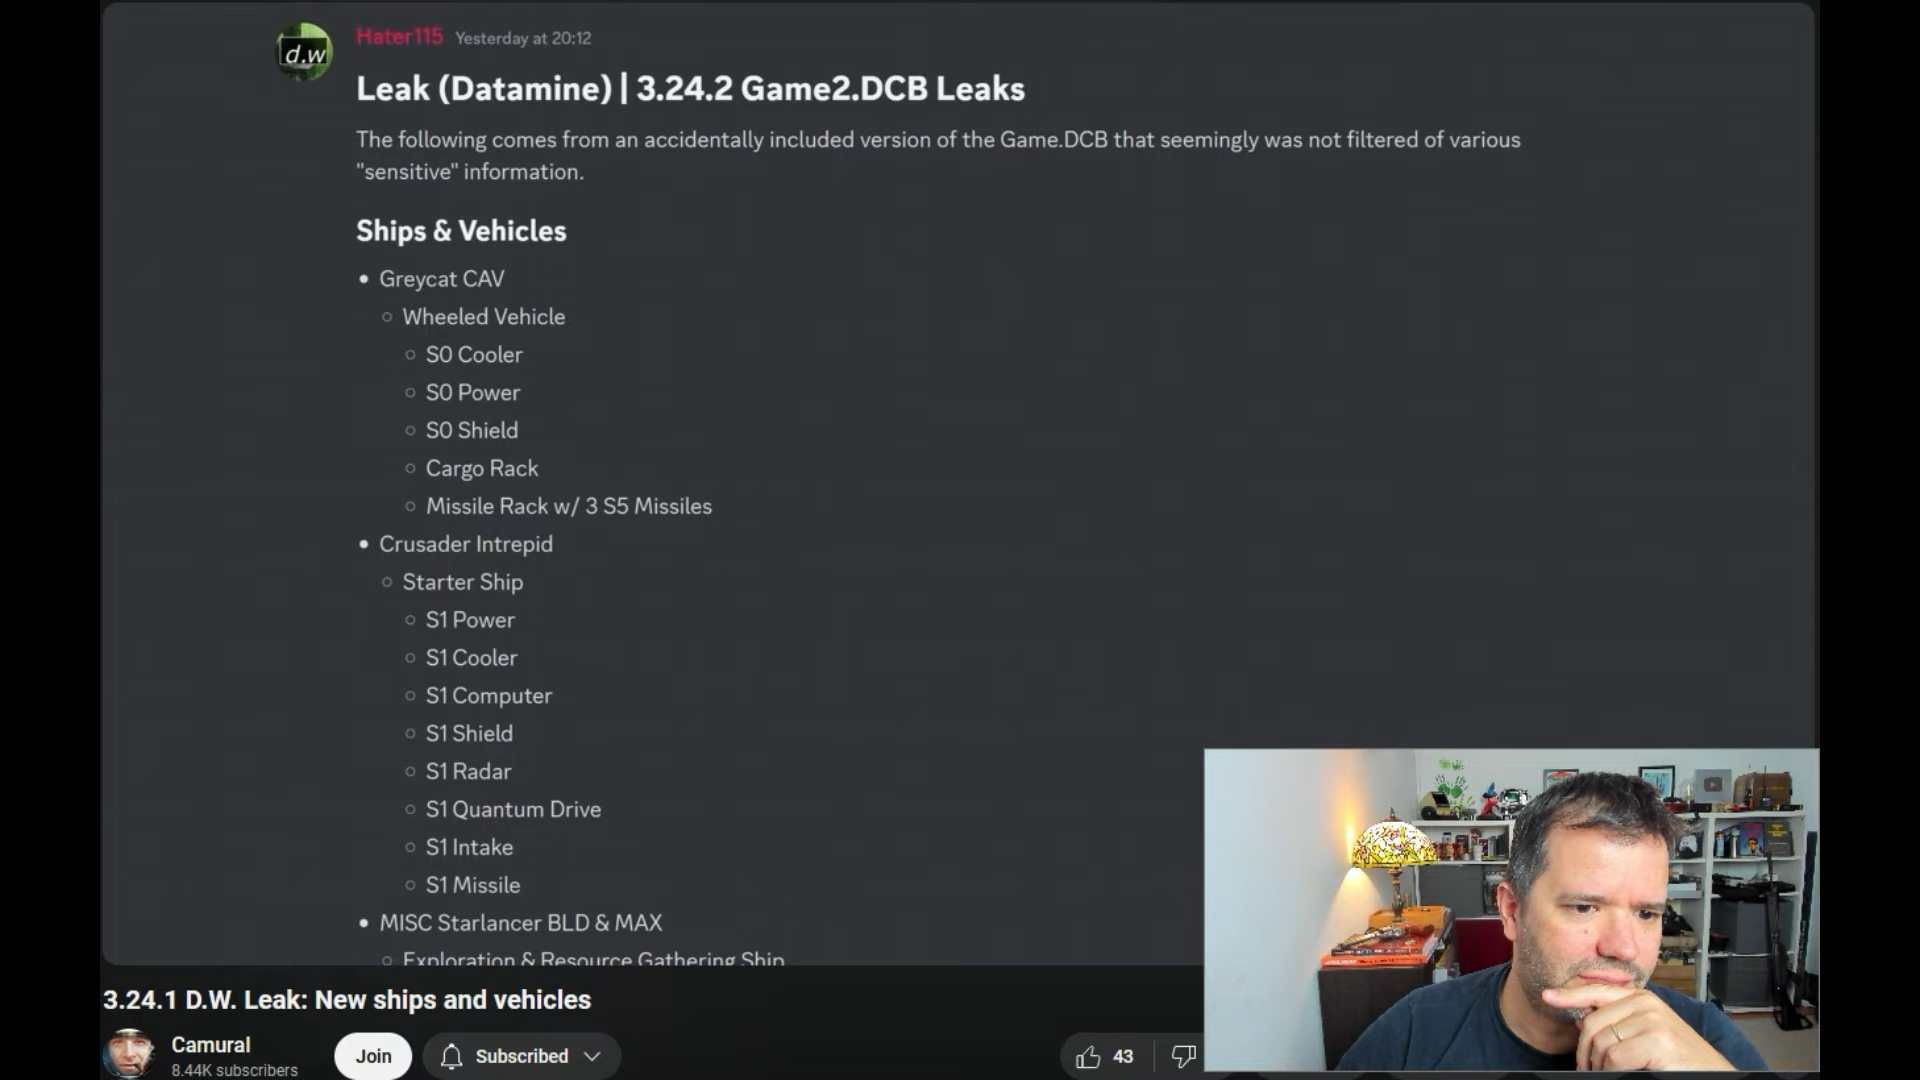 d.w
Hater115 Yesterday at 20:12
Leak (Datamine) | 3.24.2 Game2.DCB Leaks
The following comes from an accidentally included version of the Game.DCB that seemingly was not filtered of various
"sensitive" information.
Ships & Vehicles
• Greycat CAV
○ Wheeled Vehicle
○ S0 Cooler
○ S0 Power
○ S0 Shield
○ Cargo Rack
○ Missile Rack w/ 3 S5 Missiles
• Crusader Intrepid
○ Starter Ship
○ S1 Power
○ S1 Cooler
○ S1 Computer
○ S1 Shield
○ S1 Radar
○ S1 Quantum Drive
○ S1 Intake
○ S1 Missile
• MISC Starlancer BLD & MAX
○ Exploration & Resource Gathering Ship
3.24.1 D.W. Leak: New ships and vehicles
Camural
8.44K subscribers
Join
Subscribed
43